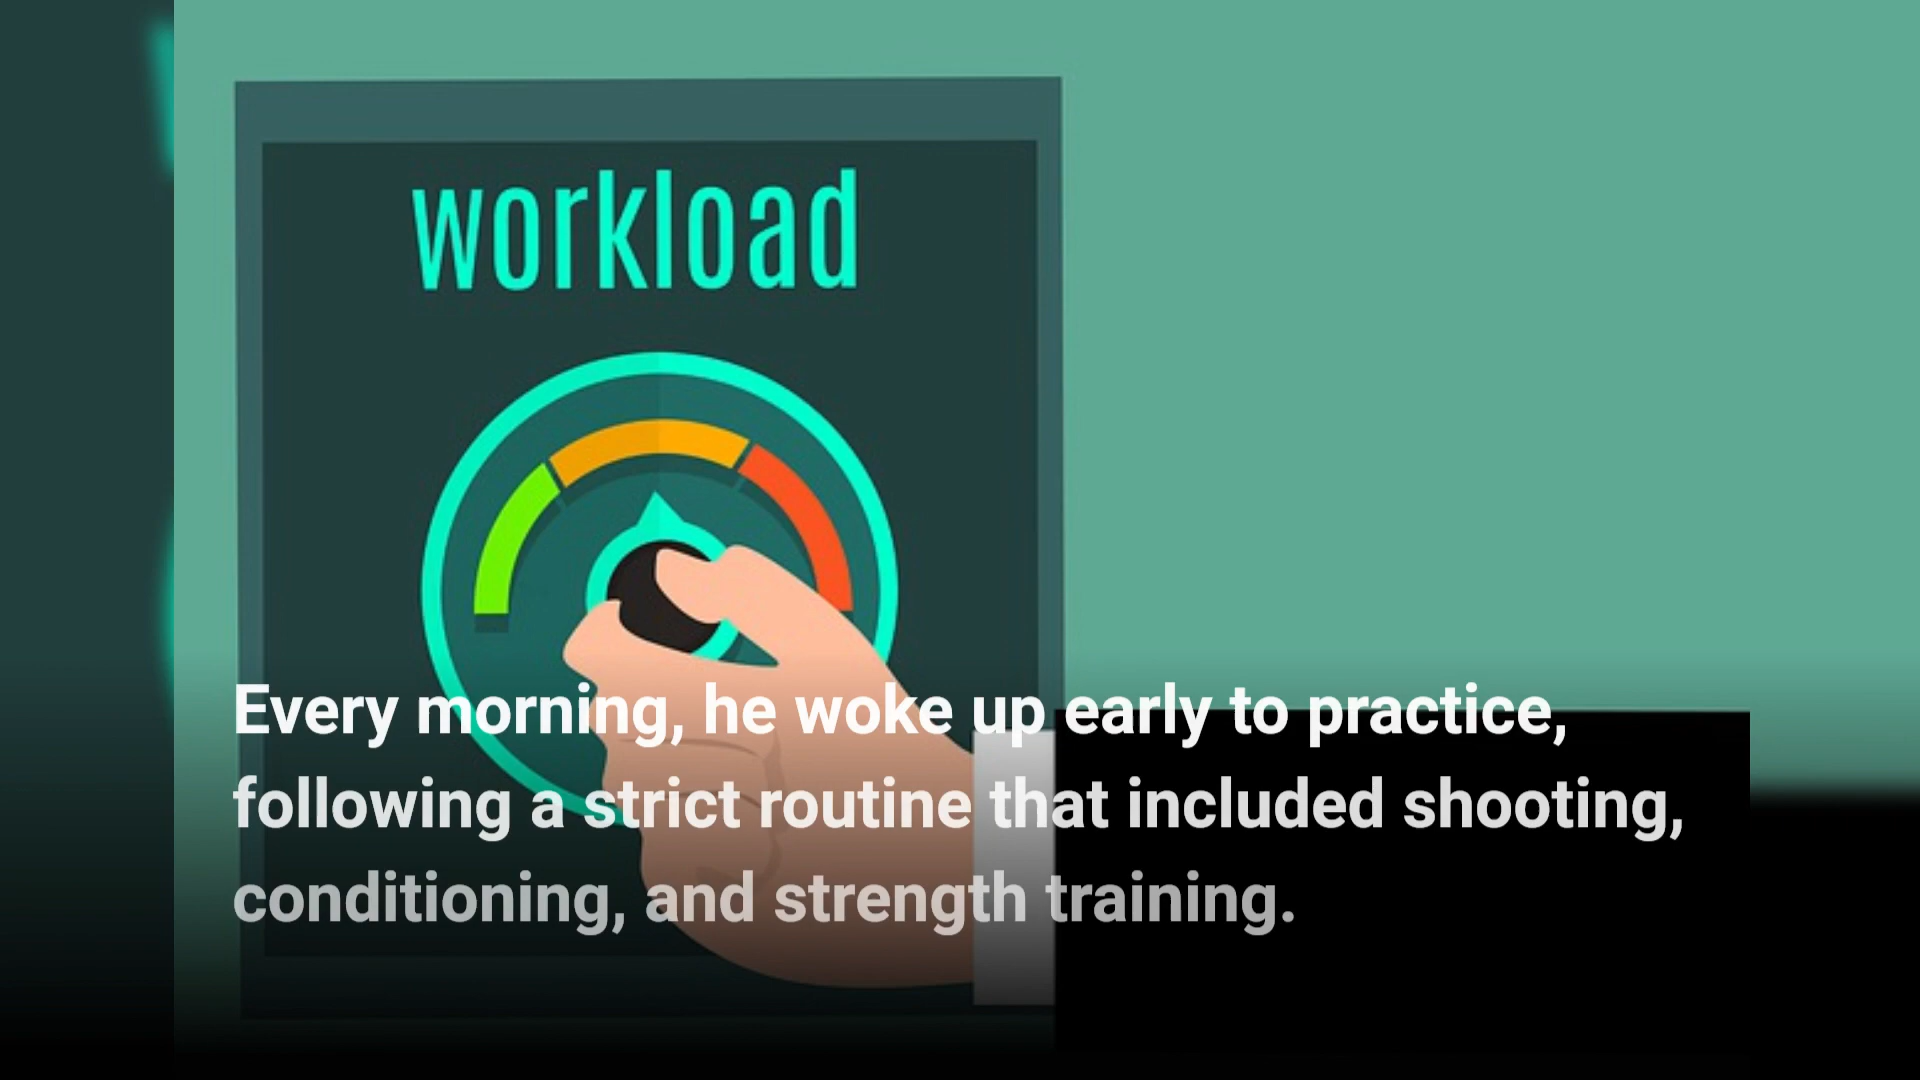 workload
Every morning, he woke up early to practice,
following a strict routine that included shooting,
conditioning, and strength training.